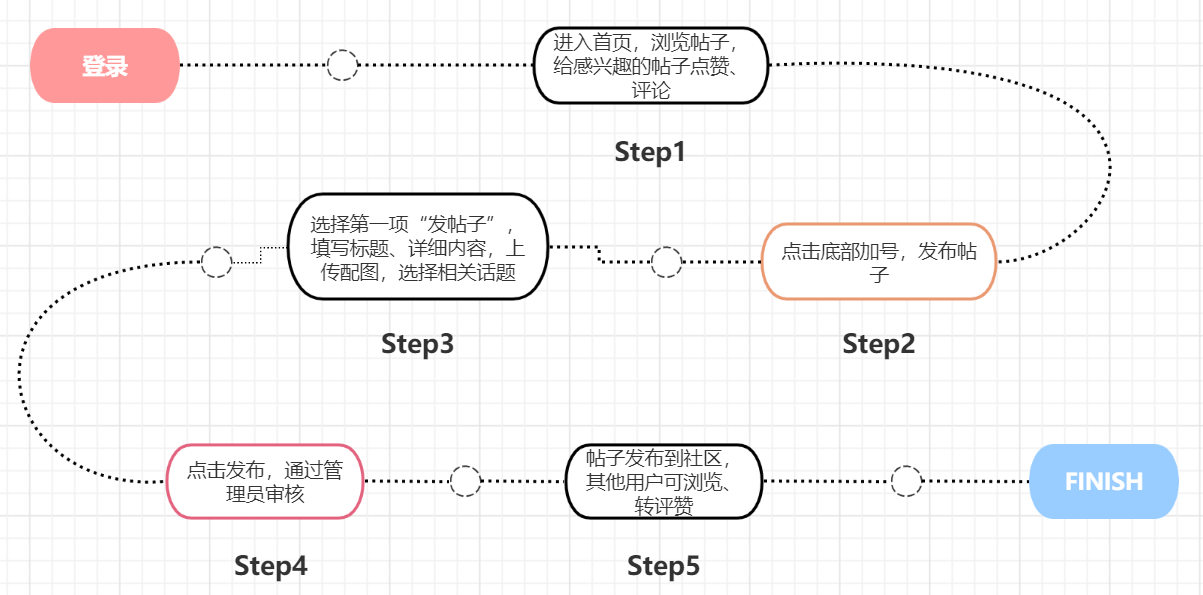 登录
进入首页，浏览帖子，
给感兴趣的帖子点赞、
评论
Step1
点击底部加号，发布帖
子
Step2
选择第一项“发帖子”，
填写标题、详细内容，上
传配图，选择相关话题
Step3
点击发布，通过管
理员审核
Step4
帖子发布到社区，
其他用户可浏览、
转评赞
Step5
FINISH